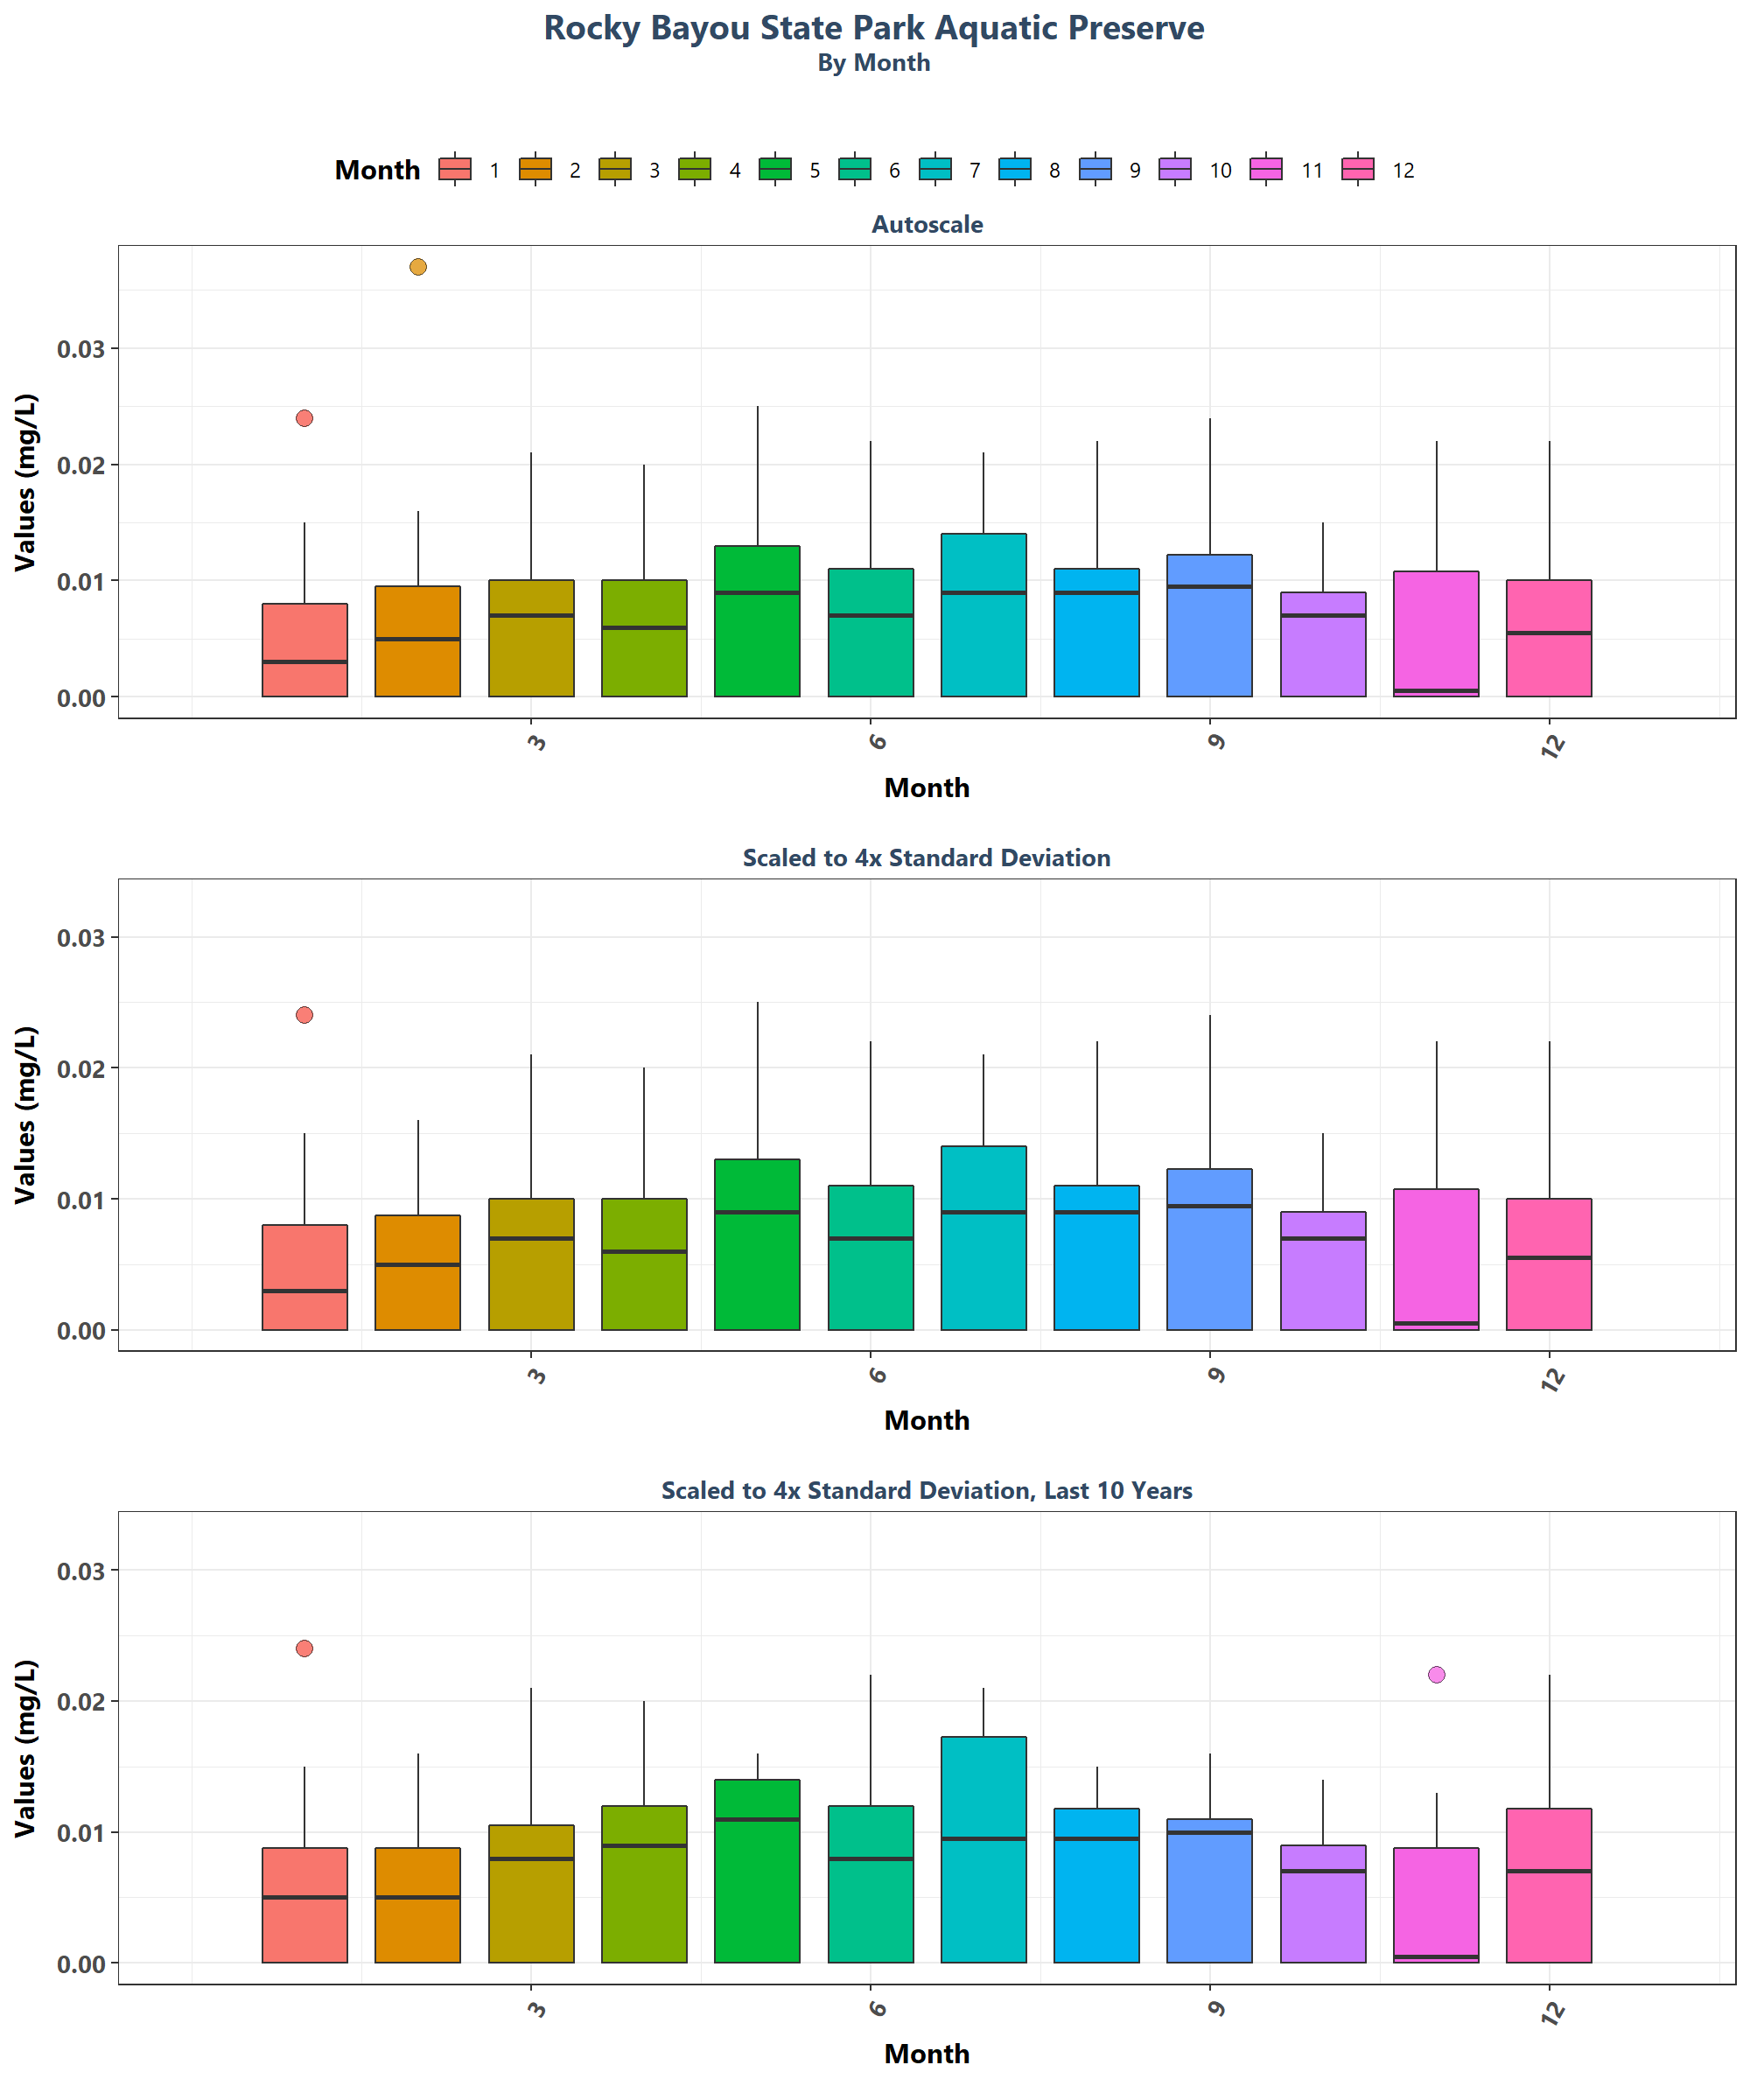 Rocky Bayou State Park Aquatic Preserve
By Month
Month 1 2 3 4 5 6 7 8 9 10 11 12
Autoscale
Values (mg/L)
0.03
0.02
0.01
0.00
3 6 9 12
Month
Scaled to 4x Standard Deviation
Values (mg/L)
0.03
0.02
0.01
0.00
3 6 9 12
Month
Scaled to 4x Standard Deviation, Last 10 Years
Values (mg/L)
0.03
0.02
0.01
0.00
3 6 9 12
Month